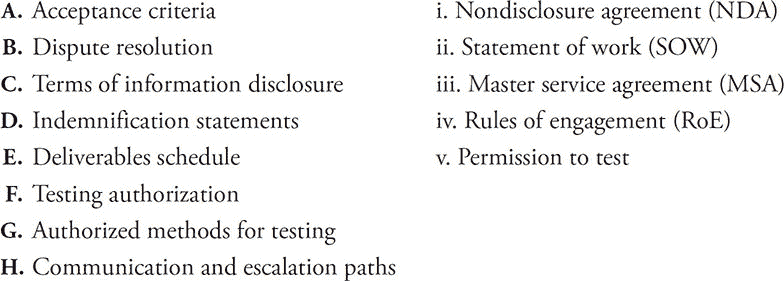 A. Acceptance criteria
B. Dispute resolution
C. Terms of information disclosure
D. Indemnification statements
E. Deliverables schedule
F. Testing authorization
G. Authorized methods for testing
H. Communication and escalation paths
i. Nondisclosure agreement (NDA)
ii. Statement of work (SOW)
iii. Master service agreement (MSA)
iv. Rules of engagement (RoE)
v. Permission to test